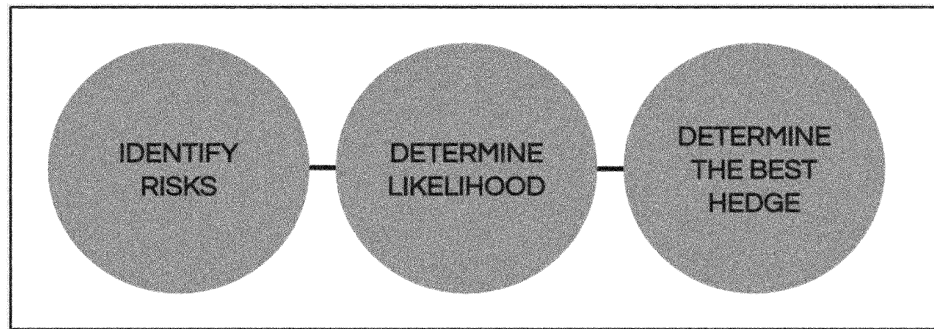 IDENTIFY
RISKS
DETERMINE
LIKELIHOOD
DETERMINE
THE BEST
HEDGE